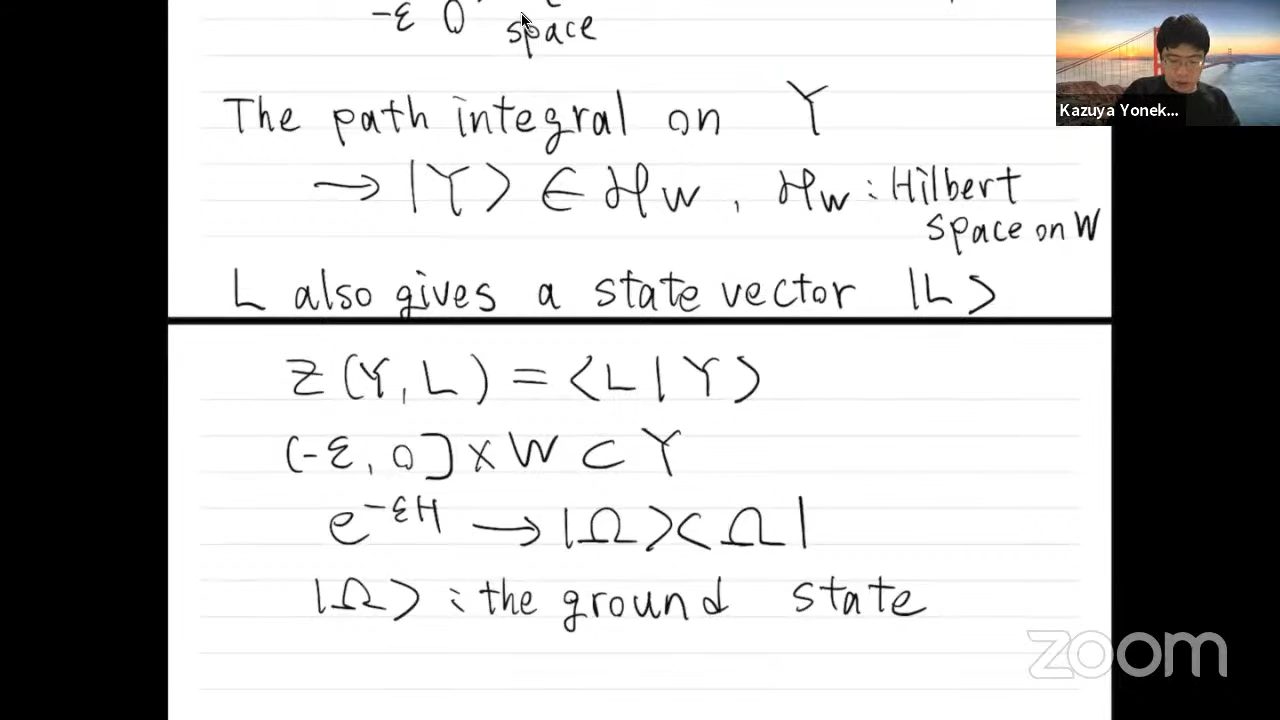 -ε 0
space
The path integral on Y
→ |Y> ∈ ℋ_W , ℋ_W : Hilbert
space on W
L also gives a state vector |L>
Z(Y, L) = <L|Y>
(-ε, 0] × W ⊂ Y
e^{-εH} → |Ω><Ω|
|Ω> : the ground state
Kazuya Yonek...
zoom